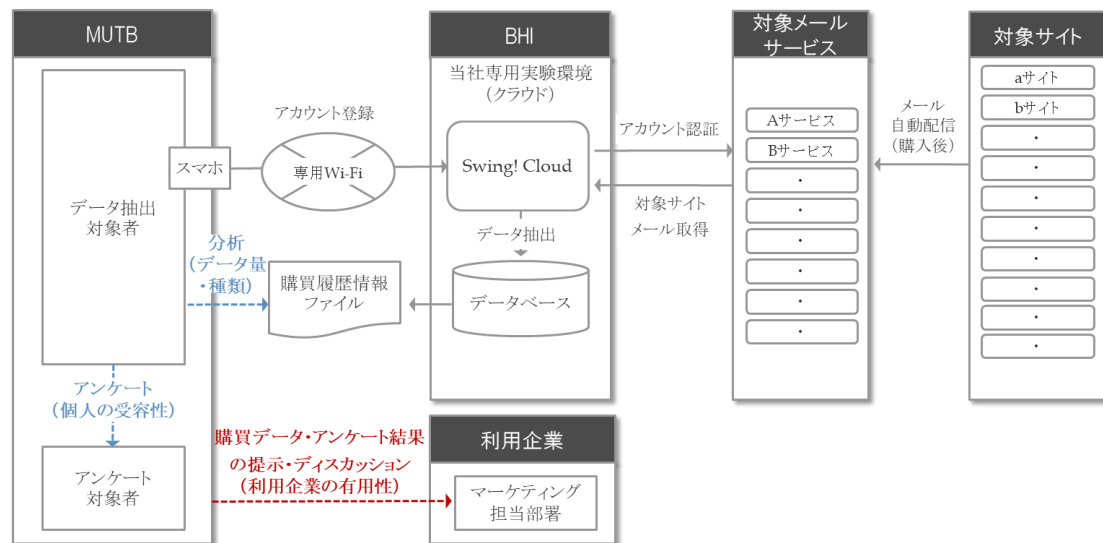 MUTB
データ抽出
対象者
スマホ
アカウント登録
専用Wi-Fi
分析
（データ量
・種類）
購買履歴情報
ファイル
アンケート
（個人の受容性）
アンケート
対象者
BHI
当社専用実験環境
（クラウド）
Swing! Cloud
データ抽出
データベース
アカウント認証
対象サイト
メール取得
対象メール
サービス
Aサービス
Bサービス
・
・
・
・
・
・
メール
自動配信
（購入後）
対象サイト
aサイト
bサイト
・
・
・
・
・
・
・
・
購買データ・アンケート結果
の提示・ディスカッション
（利用企業の有用性）
利用企業
マーケティング
担当部署